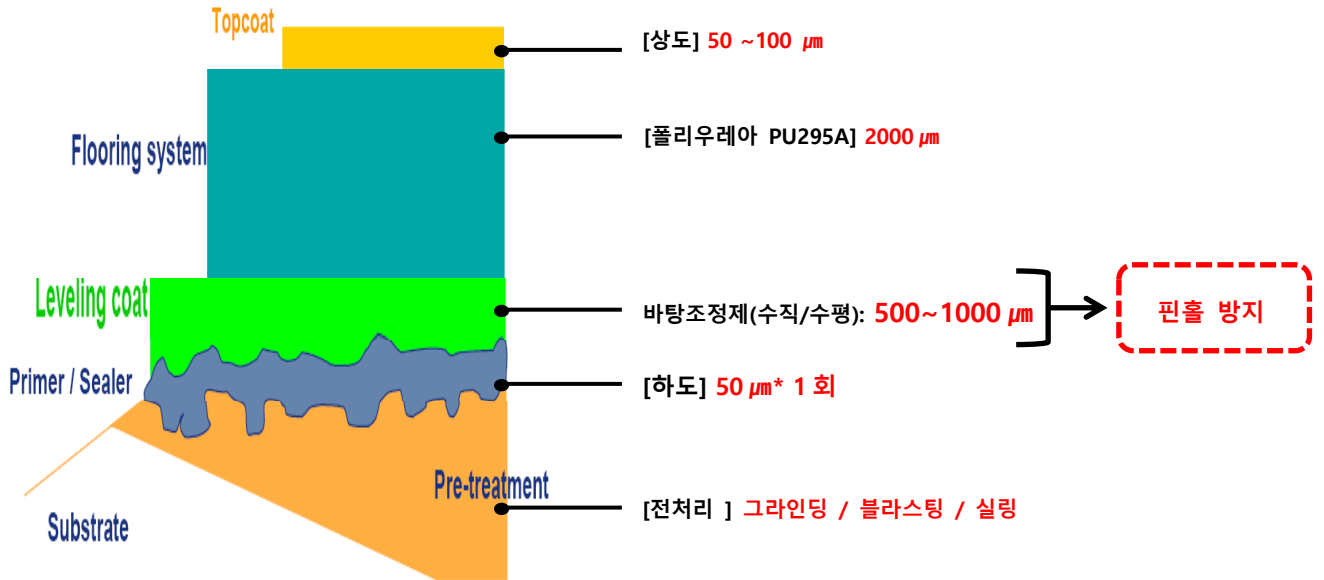 Topcoat
[상도] 50 ~100 ㎛
Flooring system
[폴리우레아 PU295A] 2000 ㎛
Leveling coat
바탕조정제(수직/수평): 500~1000 ㎛
핀홀 방지
Primer / Sealer
[하도] 50 ㎛* 1 회
Pre-treatment
[전처리 ] 그라인딩 / 블라스팅 / 실링
Substrate